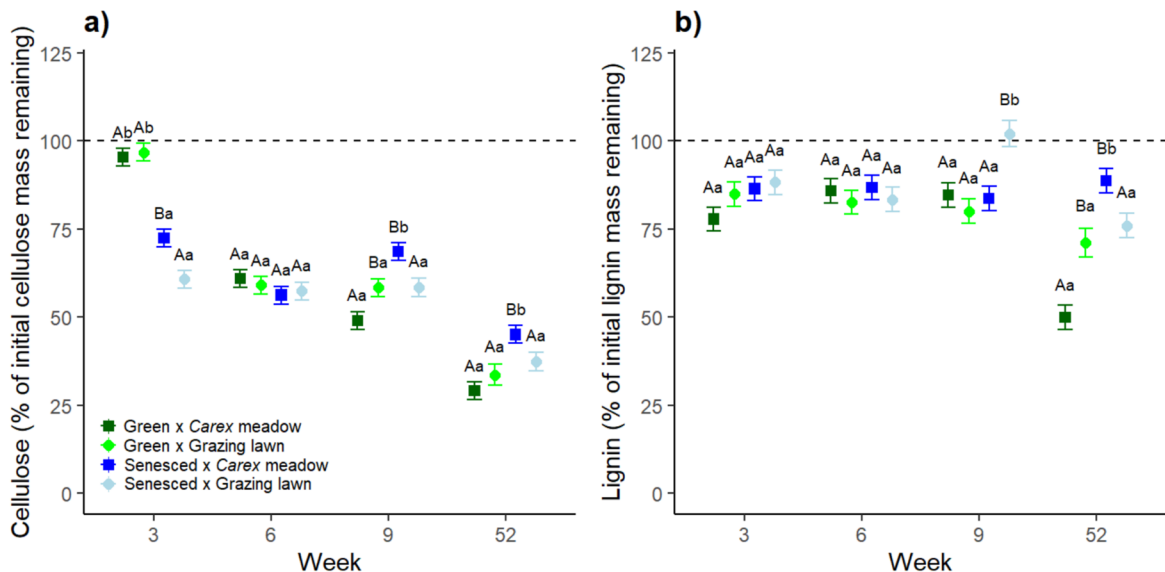 a)
Cellulose (% of initial cellulose mass remaining)
125
100
75
50
25
0
Ab Ab
Ba
Aa
Aa Aa Aa Aa
Aa Ba Bb Aa
Aa Aa Bb Aa
Green x Carex meadow
Green x Grazing lawn
Senesced x Carex meadow
Senesced x Grazing lawn
3 6 9 52
Week
b)
Lignin (% of initial lignin mass remaining)
125
100
75
50
25
0
Aa Aa Aa Aa
Aa Aa Aa Aa
Aa Aa Aa Bb
Aa Ba Bb Aa
3 6 9 52
Week